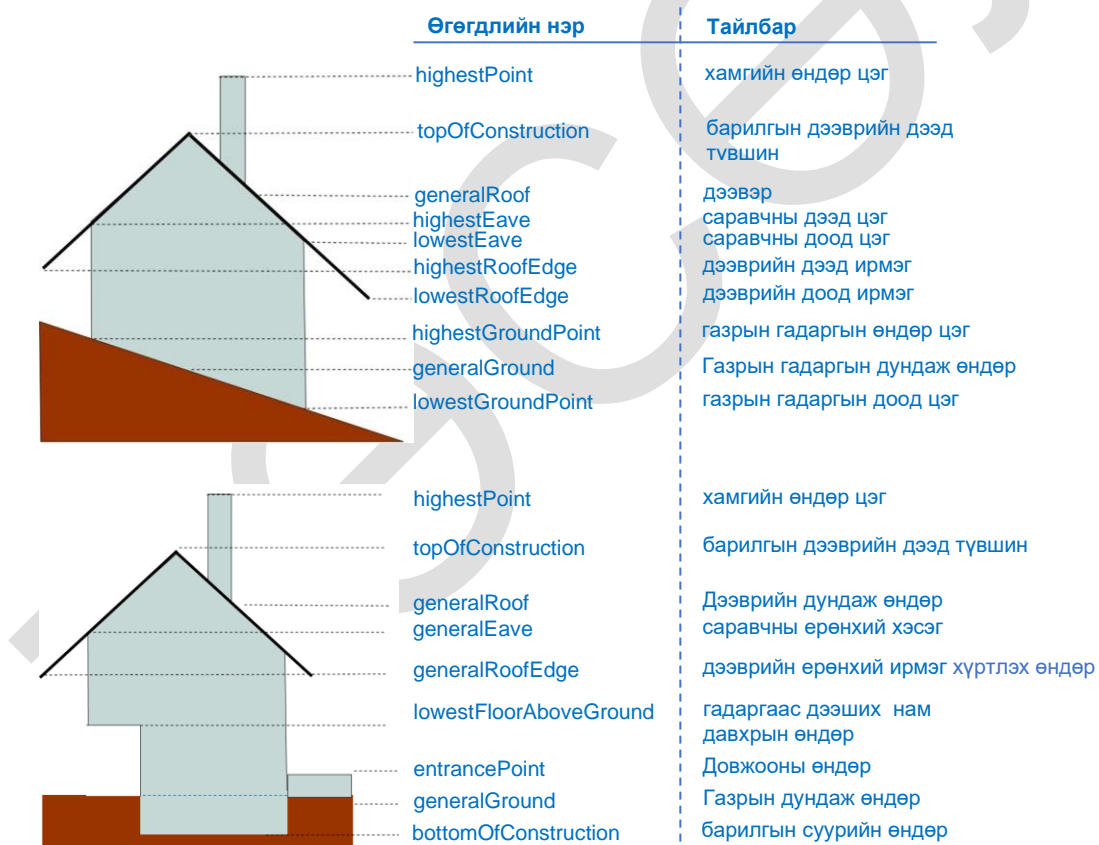 Өгөгдлийн нэр Тайлбар
highestPoint хамгийн өндөр цэг
topOfConstruction барилгын дээврийн дээд
түвшин
generalRoof дээвэр
highestEave саравчны дээд цэг
lowestEave саравчны доод цэг
highestRoofEdge дээврийн дээд ирмэг
lowestRoofEdge дээврийн доод ирмэг
highestGroundPoint газрын гадаргын өндөр цэг
generalGround Газрын гадаргын дундаж өндөр
lowestGroundPoint газрын гадаргын доод цэг
highestPoint хамгийн өндөр цэг
topOfConstruction барилгын дээврийн дээд түвшин
generalRoof Дээврийн дундаж өндөр
generalEave саравчны ерөнхий хэсэг
generalRoofEdge дээврийн ерөнхий ирмэг хүртлэх өндөр
lowestFloorAboveGround гадаргаас дээших нам
давхрын өндөр
entrancePoint Довжооны өндөр
generalGround Газрын дундаж өндөр
bottomOfConstruction барилгын суурийн өндөр